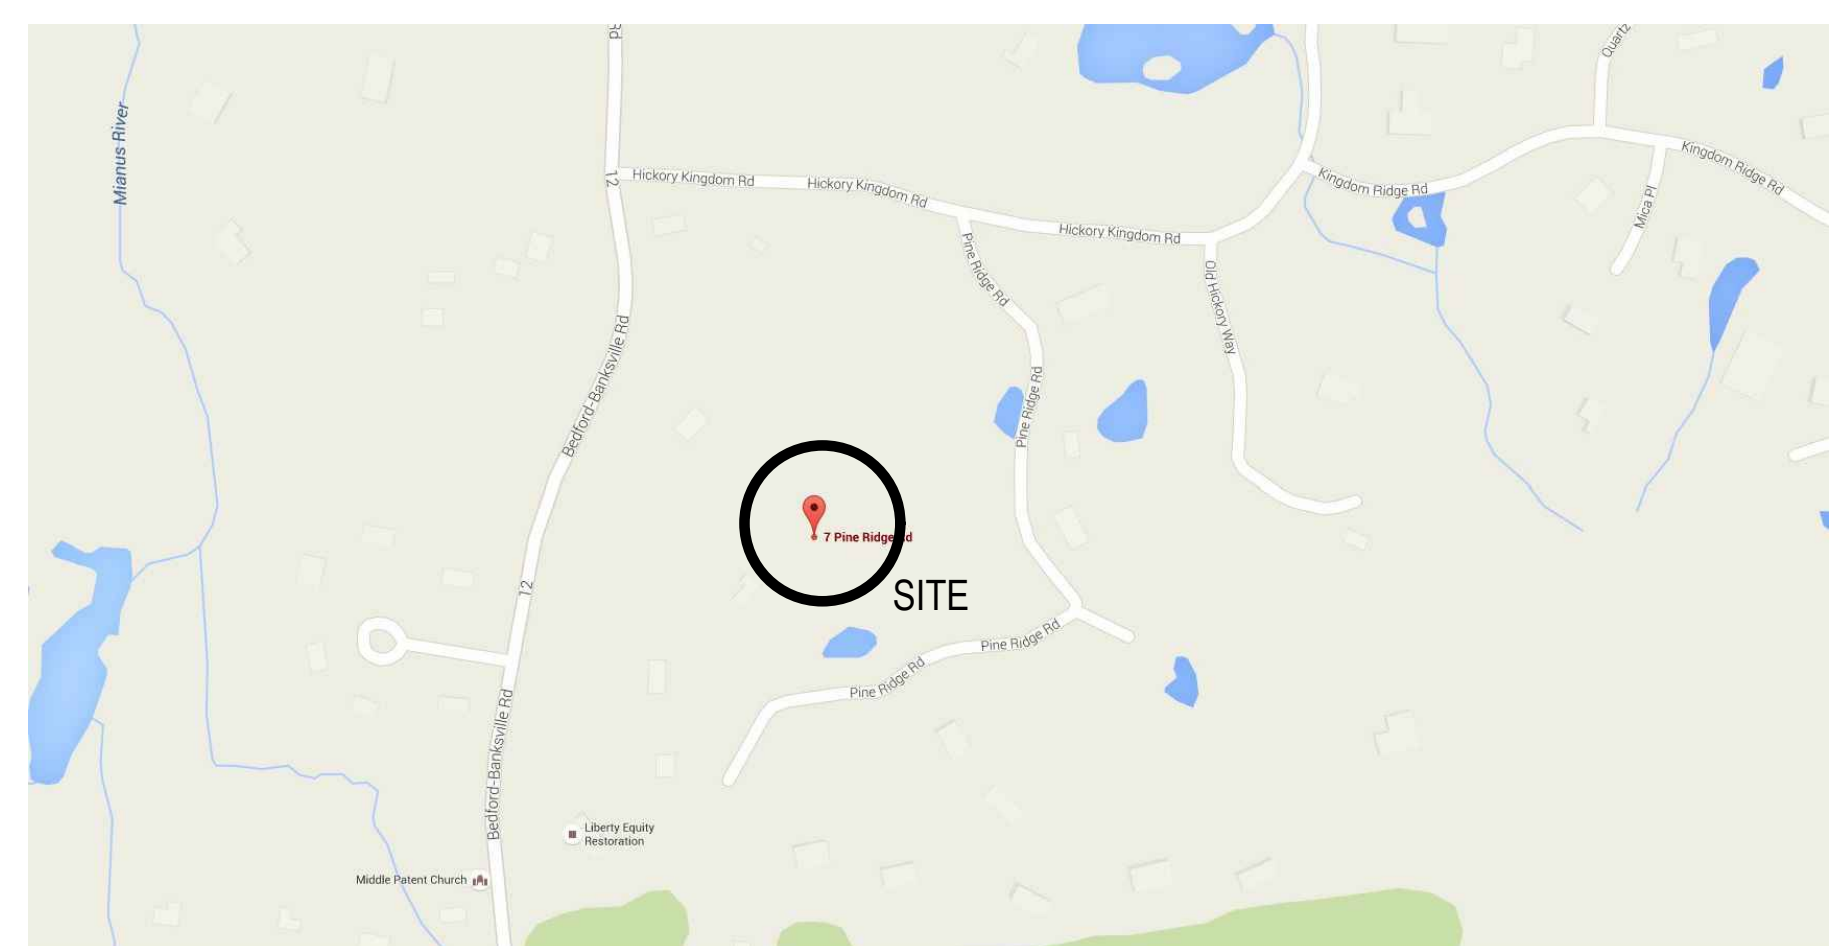 Rd
Quartz
Mianus River
12
Hickory Kingdom Rd
Hickory Kingdom Rd
Hickory Kingdom Rd
Kingdom Ridge Rd
Kingdom Ridge Rd
Mica Pl
Pine Ridge Rd
Old Hickory Way
Bedford-Banksville Rd
Pine Ridge Rd
7 Pine Ridge Rd
SITE
12
Pine Ridge Rd
Pine Ridge Rd
Bedford-Banksville Rd
Liberty Equity
Restoration
Middle Patent Church